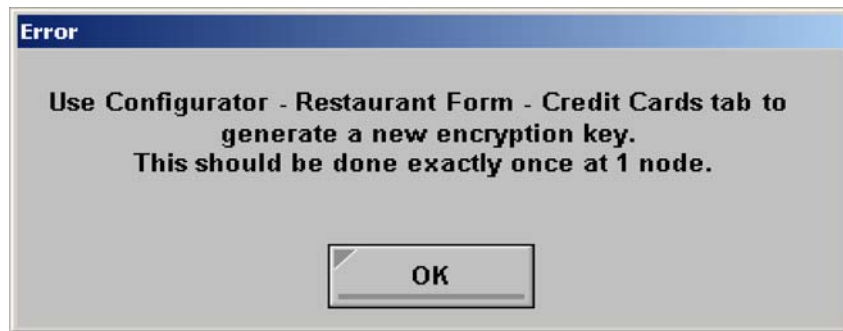 Error
Use Configurator - Restaurant Form - Credit Cards tab to
generate a new encryption key.
This should be done exactly once at 1 node.
OK